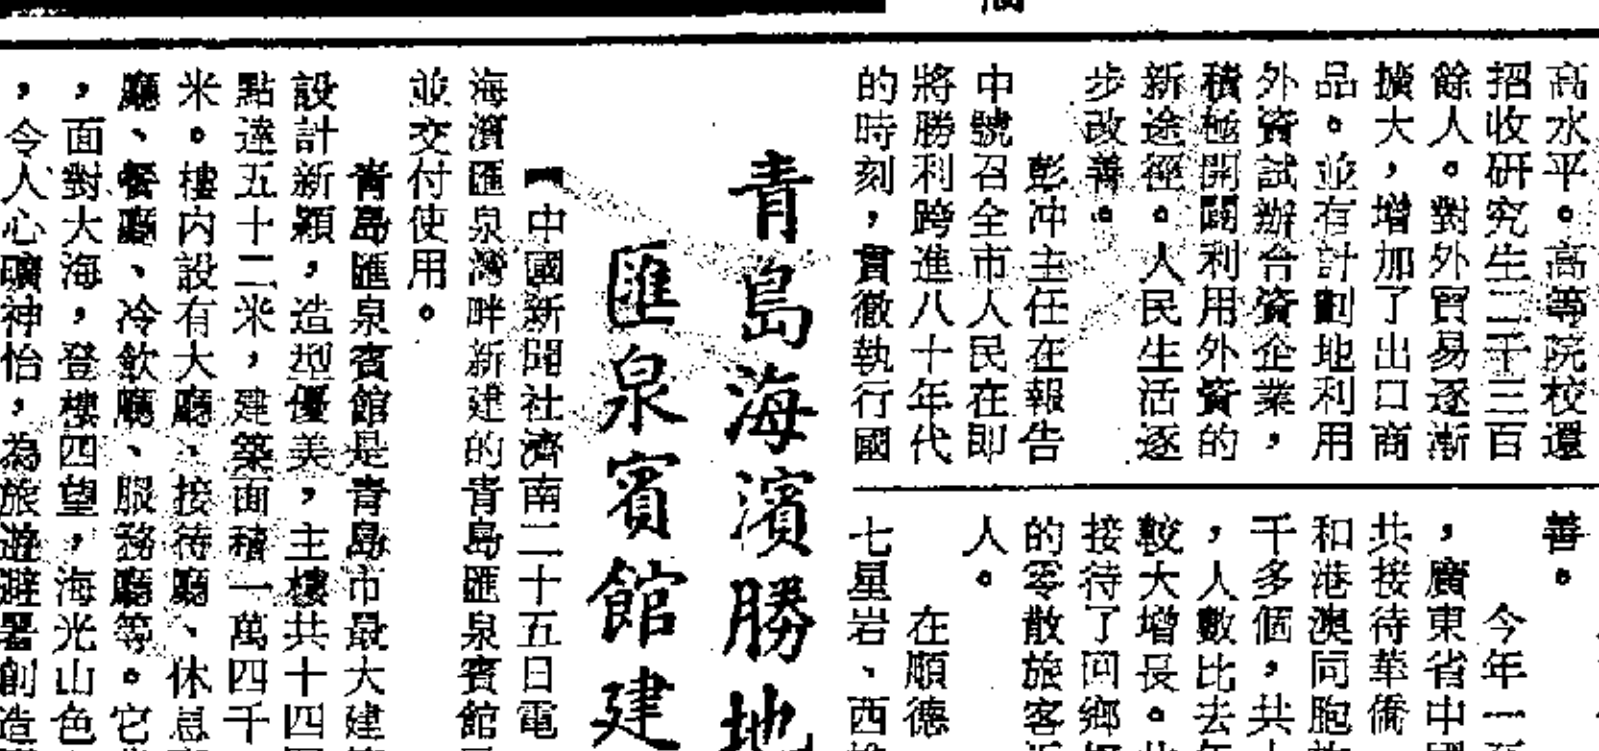 高水平。高等院校還
招收研究生二千三百
餘人。對外貿易逐漸
擴大，增加了出口商
品。並有計劃地利用
外資試辦合資企業，
積極開闢利用外資的
新途徑。人民生活逐
步改善。
彭冲主任在報告
中號召全市人民在即
將勝利跨進八十年代
的時刻，貫徹執行國
善。
今年一
，廣東省中
共接待華僑
和港澳同胞
千多個，共
，人數比去
較大增長。
接待了回鄉
的零散旅客
人。
在順德
七星岩、西
青島海濱勝地
匯泉賓館建
【中國新聞社濟南二十五日電
海濱匯泉灣畔新建的青島匯泉賓館
並交付使用。
青島匯泉賓館是青島市最大建
設計新穎，造型優美，主樓共十四
點達五十二米，建築面積一萬四千
米。樓内設有大廳、接待廳、休息
廳、餐廳、冷飲廳、服務廳等。它
，面對大海，登樓四望，海光山色
，令人心曠神怡，為旅遊避暑創造